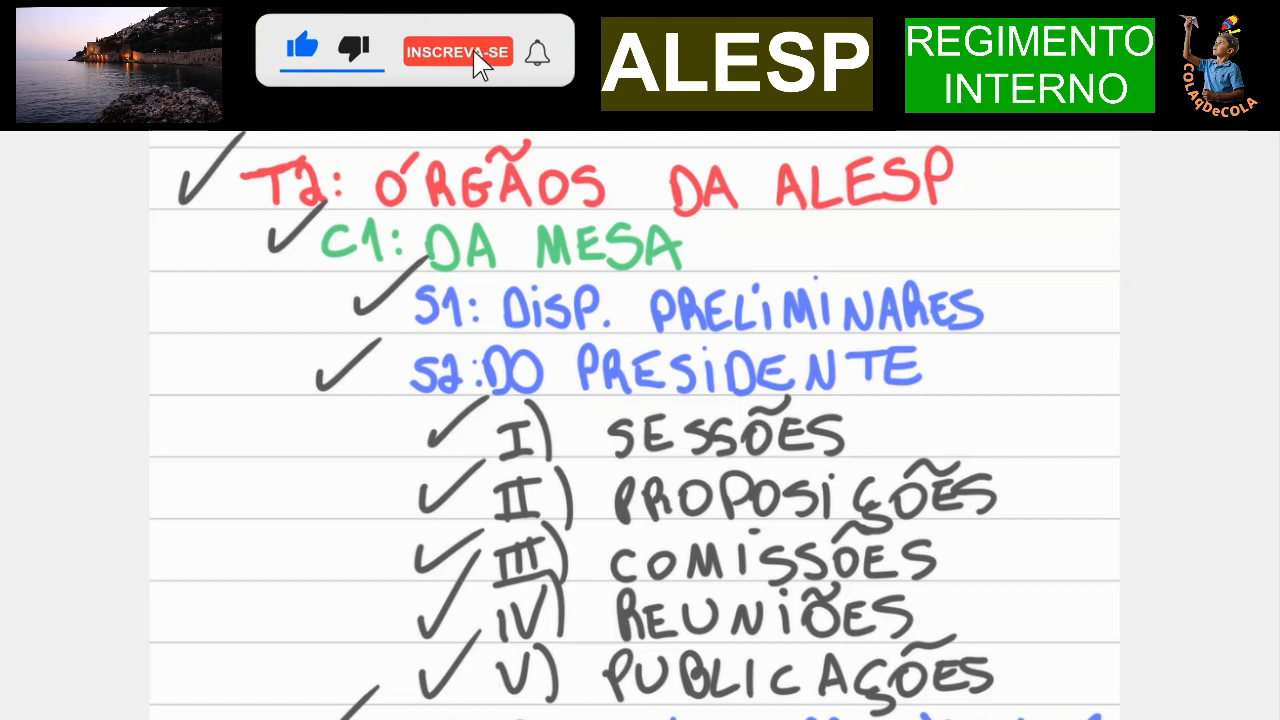 INSCREVA-SE
ALESP
REGIMENTO
INTERNO
COLAqDeCOLA
T2: ÓRGÃOS DA ALESP
C1: DA MESA
S1: DISP. PRELIMINARES
S2: DO PRESIDENTE
I) SESSÕES
II) PROPOSIÇÕES
III) COMISSÕES
IV) REUNIÕES
V) PUBLICAÇÕES